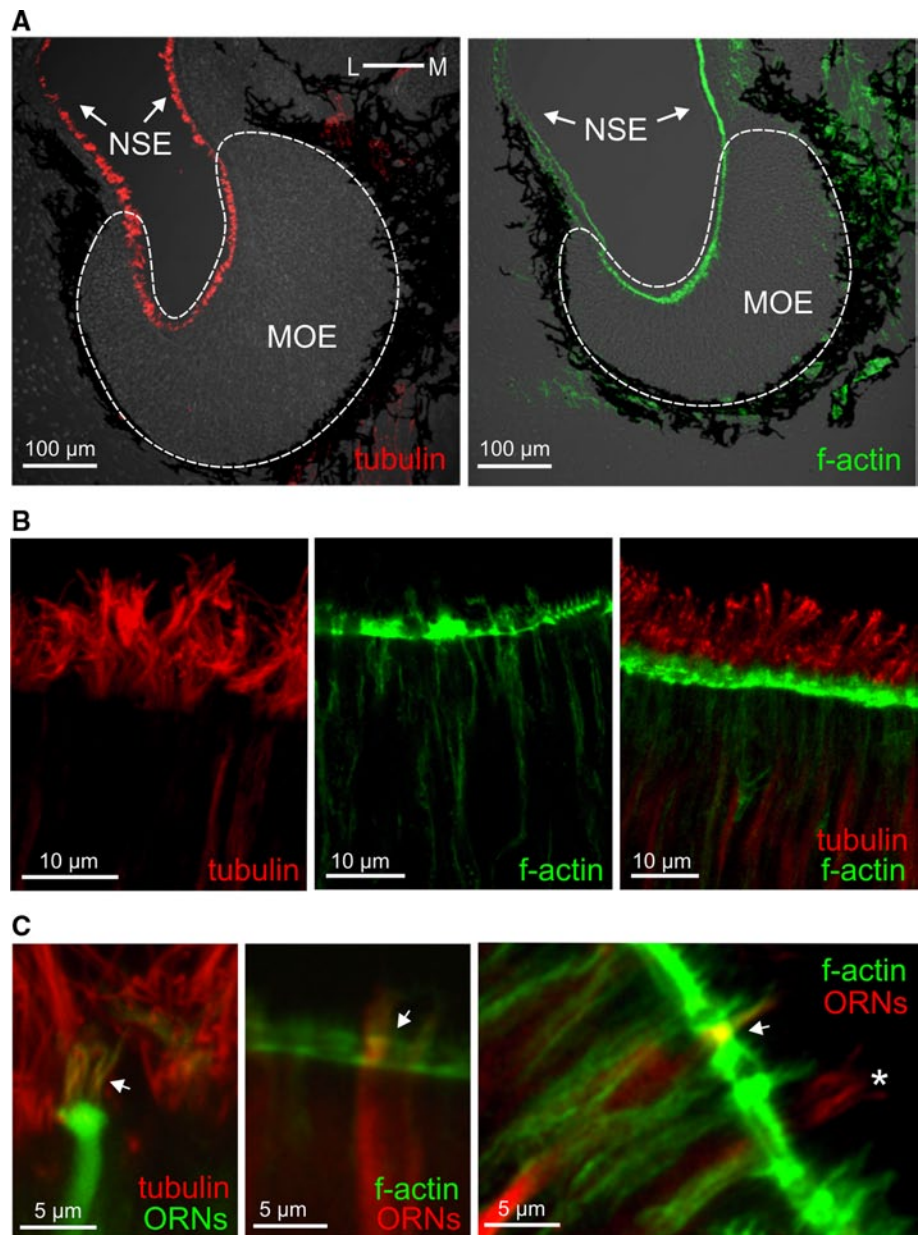 A
L M
NSE
MOE
100 µm
tubulin
NSE
MOE
100 µm
f-actin
B
10 µm
tubulin
10 µm
f-actin
tubulin
10 µm
f-actin
C
tubulin
5 µm
ORNs
f-actin
5 µm
ORNs
f-actin
ORNs
*
5 µm